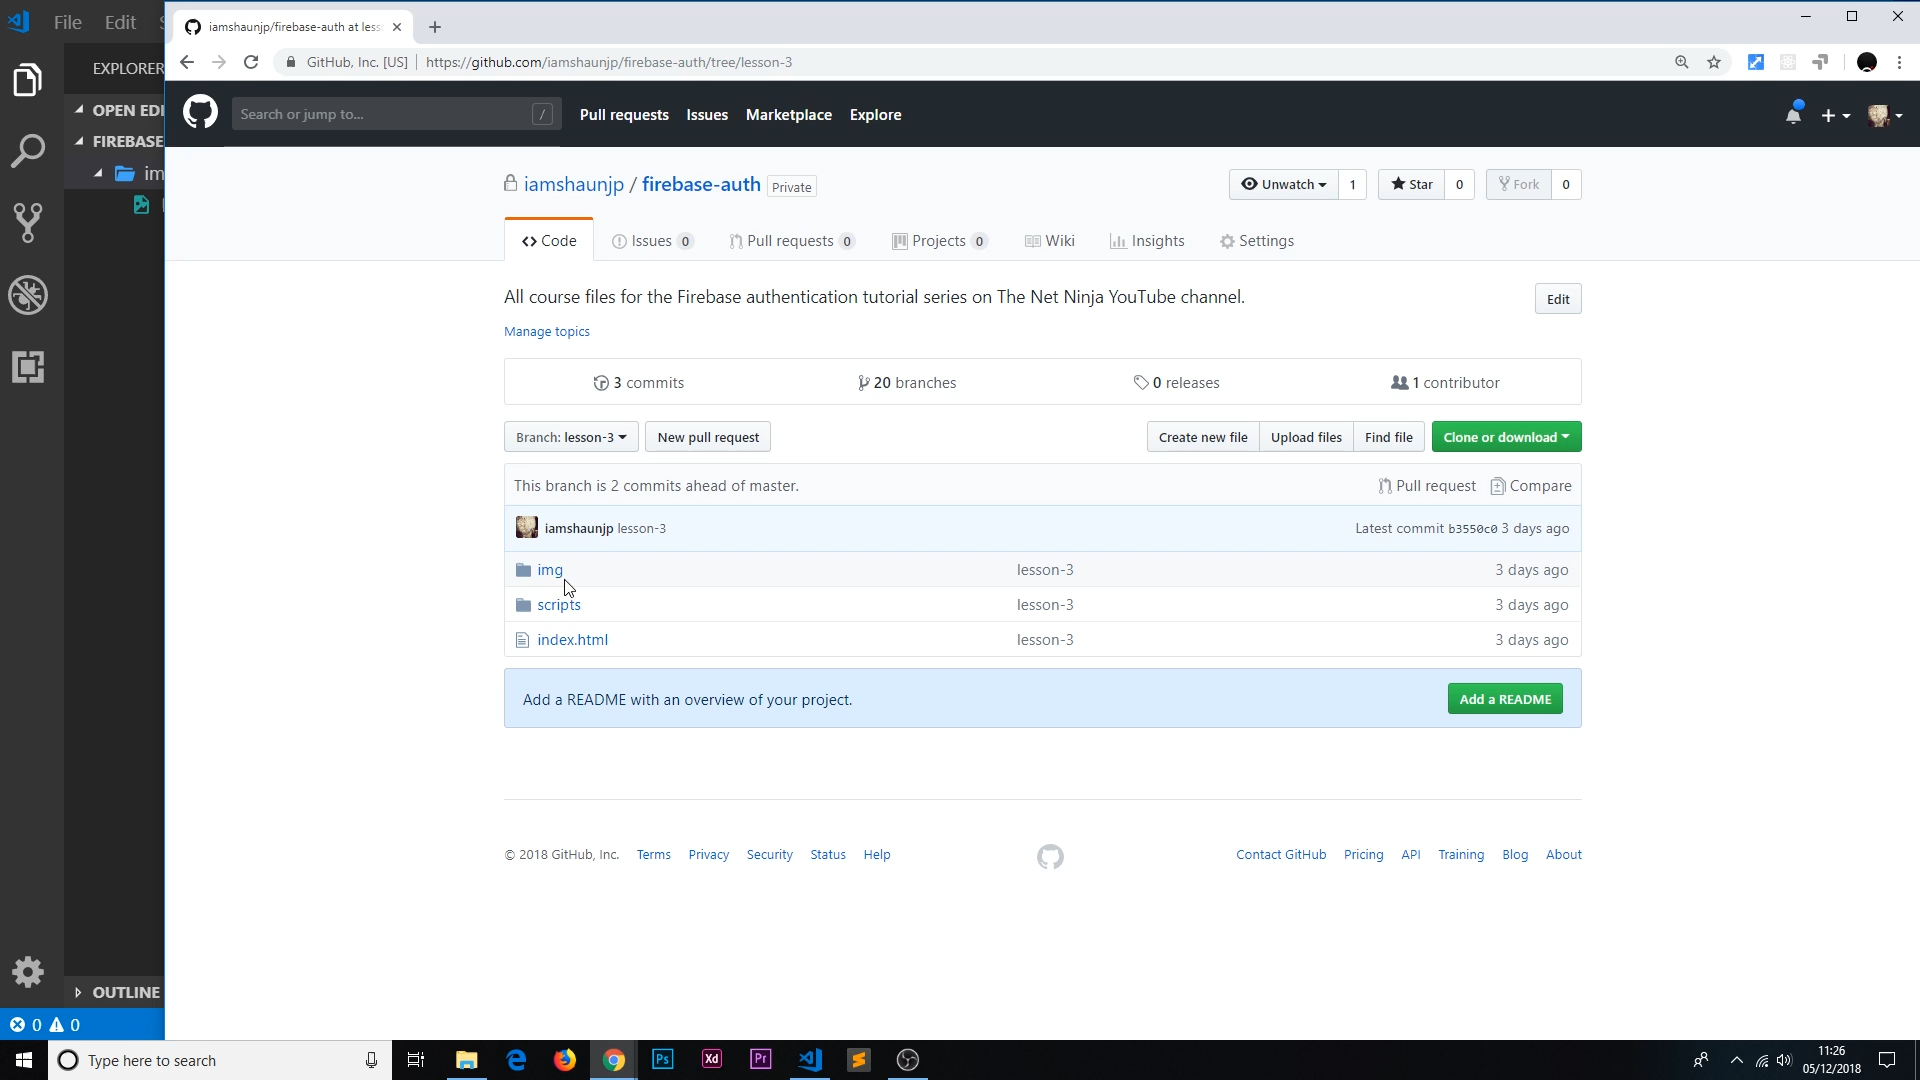 File Edit S
iamshaunjp/firebase-auth at less
GitHub, Inc. [US] https://github.com/iamshaunjp/firebase-auth/tree/lesson-3
EXPLORER
OPEN EDI
FIREBASE
im
OUTLINE
0 0
Search or jump to... /
Pull requests Issues Marketplace Explore
iamshaunjp / firebase-auth Private
Unwatch 1 Star 0 Fork 0
Code Issues 0 Pull requests 0 Projects 0 Wiki Insights Settings
All course files for the Firebase authentication tutorial series on The Net Ninja YouTube channel.
Edit
Manage topics
3 commits 20 branches 0 releases 1 contributor
Branch: lesson-3 New pull request Create new file Upload files Find file Clone or download
This branch is 2 commits ahead of master. Pull request Compare
iamshaunjp lesson-3 Latest commit b3550c0 3 days ago
img lesson-3 3 days ago
scripts lesson-3 3 days ago
index.html lesson-3 3 days ago
Add a README with an overview of your project. Add a README
© 2018 GitHub, Inc. Terms Privacy Security Status Help Contact GitHub Pricing API Training Blog About
Type here to search
Ps Xd Pr
11:26
05/12/2018